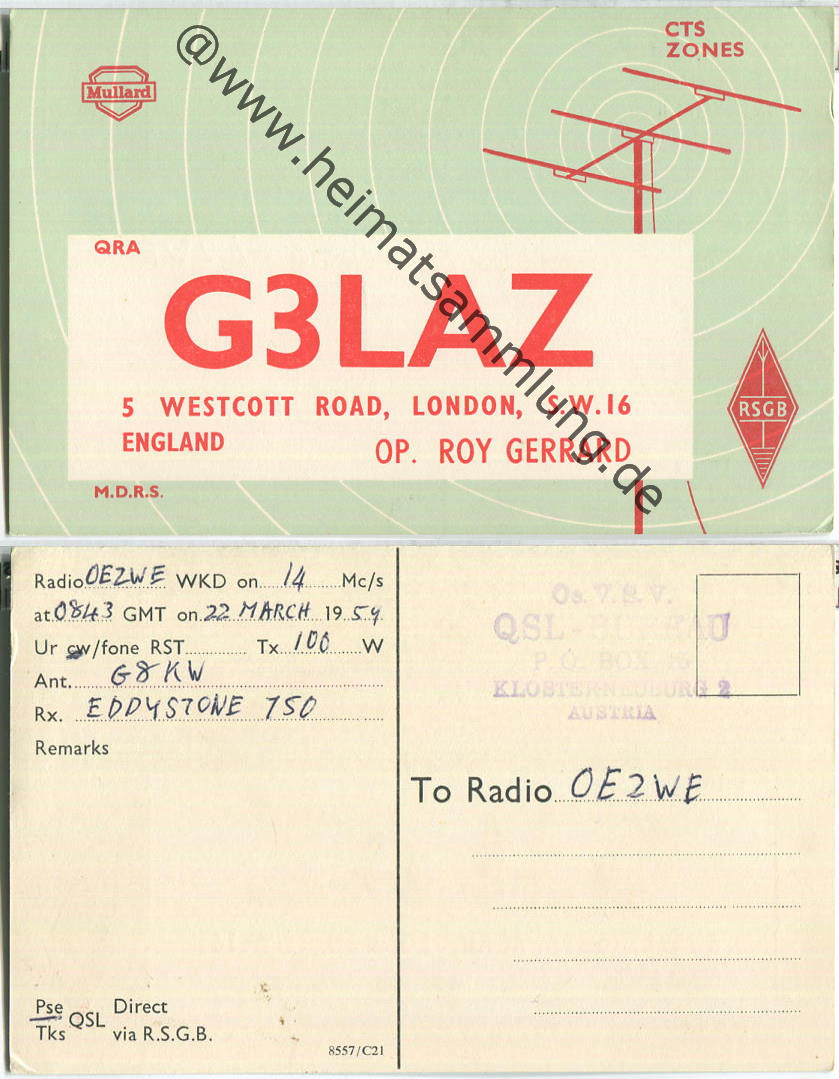 CTS
ZONES
Mullard
@www.heimatsammlung.de
QRA
G3LAZ
5 WESTCOTT ROAD, LONDON, S.W.16
ENGLAND OP. ROY GERRARD
RSGB
M.D.R.S.
Radio OE2WE WKD on 14 Mc/s
at 0843 GMT on 22 MARCH 1959
Ur cw/fone RST Tx 100 W
Ant. G8KW
Rx. EDDYSTONE 750
Remarks
Pse
Tks
QSL
Direct
via R.S.G.B.
8557/C21
Oe.V.S.V.
QSL-BUREAU
P.O. BOX
KLOSTERNEUBURG 2
AUSTRIA
To Radio OE2WE